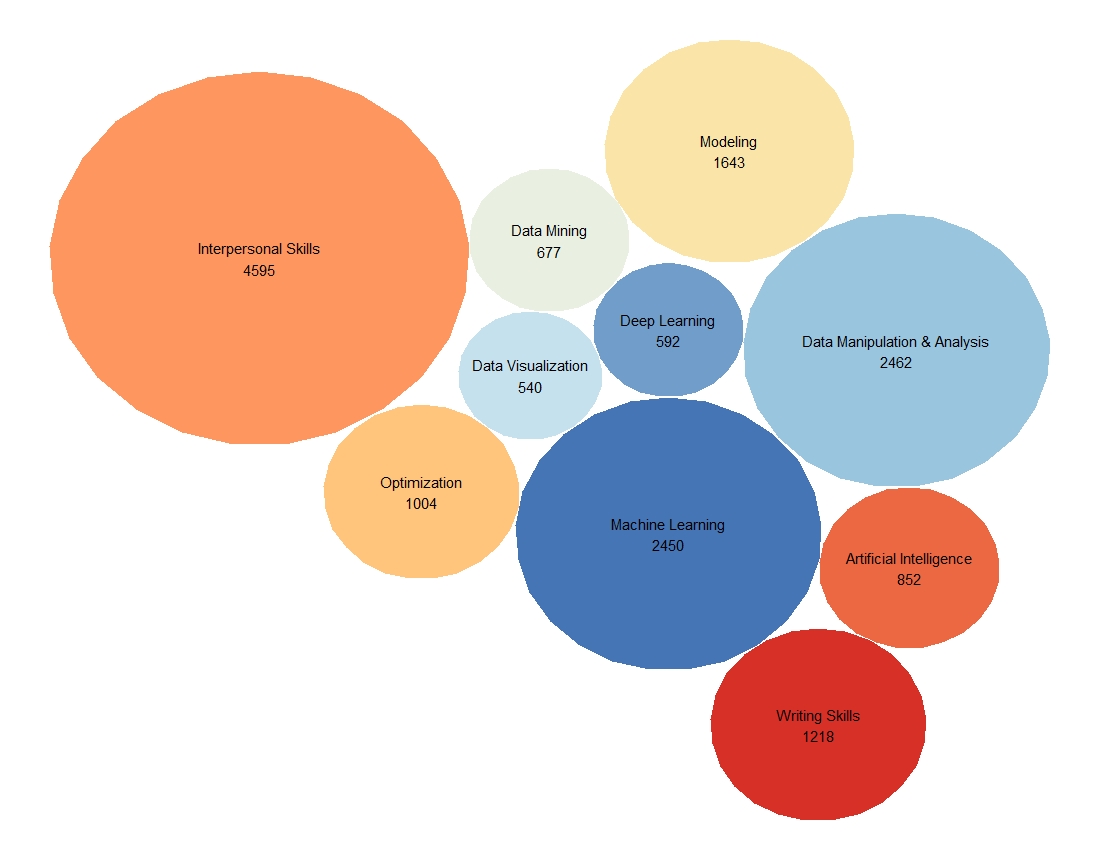 Modeling
1643
Data Mining
677
Interpersonal Skills
4595
Deep Learning
592
Data Manipulation & Analysis
2462
Data Visualization
540
Optimization
1004
Machine Learning
2450
Artificial Intelligence
852
Writing Skills
1218